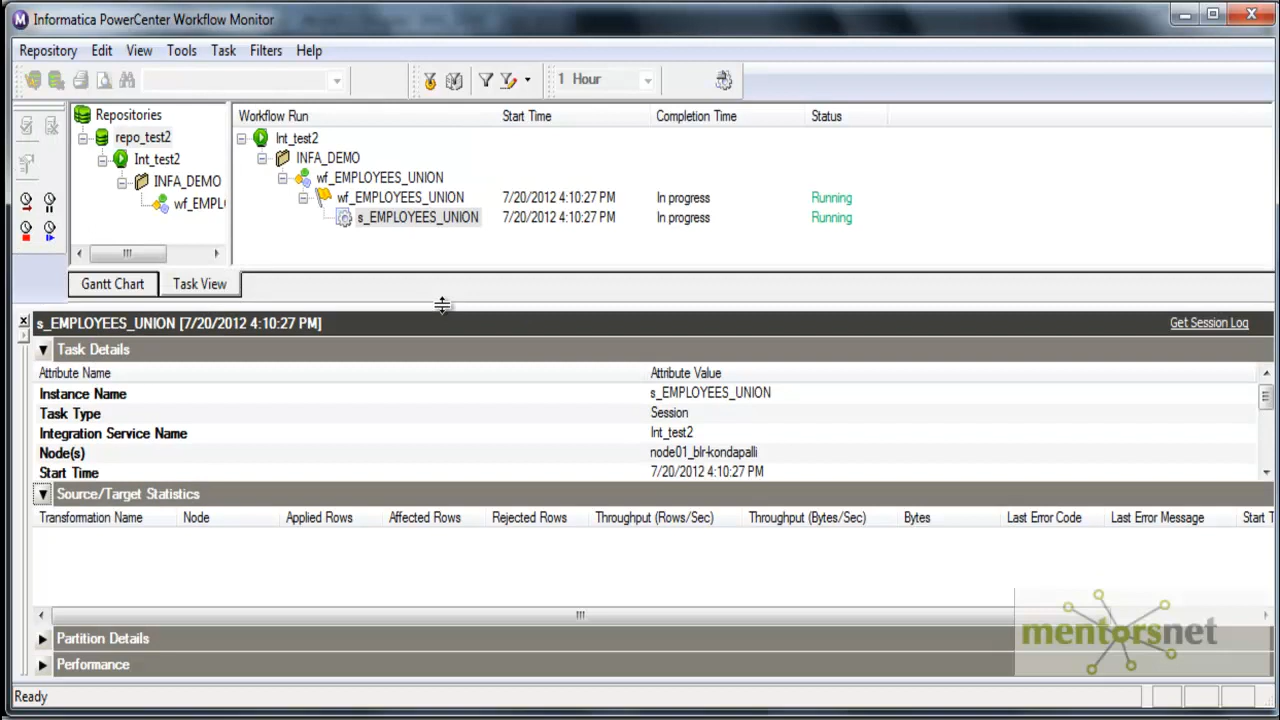 Informatica PowerCenter Workflow Monitor
Repository Edit View Tools Task Filters Help
1 Hour
Repositories
repo_test2
Int_test2
INFA_DEMO
wf_EMPL
Workflow Run Start Time Completion Time Status
Int_test2
INFA_DEMO
wf_EMPLOYEES_UNION
wf_EMPLOYEES_UNION 7/20/2012 4:10:27 PM In progress Running
s_EMPLOYEES_UNION 7/20/2012 4:10:27 PM In progress Running
Gantt Chart Task View
s_EMPLOYEES_UNION [7/20/2012 4:10:27 PM] Get Session Log
Task Details
Attribute Name Attribute Value
Instance Name s_EMPLOYEES_UNION
Task Type Session
Integration Service Name Int_test2
Node(s) node01_blr-kondapalli
Start Time 7/20/2012 4:10:27 PM
Source/Target Statistics
Transformation Name Node Applied Rows Affected Rows Rejected Rows Throughput (Rows/Sec) Throughput (Bytes/Sec) Bytes Last Error Code Last Error Message Start T
Partition Details
Performance
mentorsnet
Ready